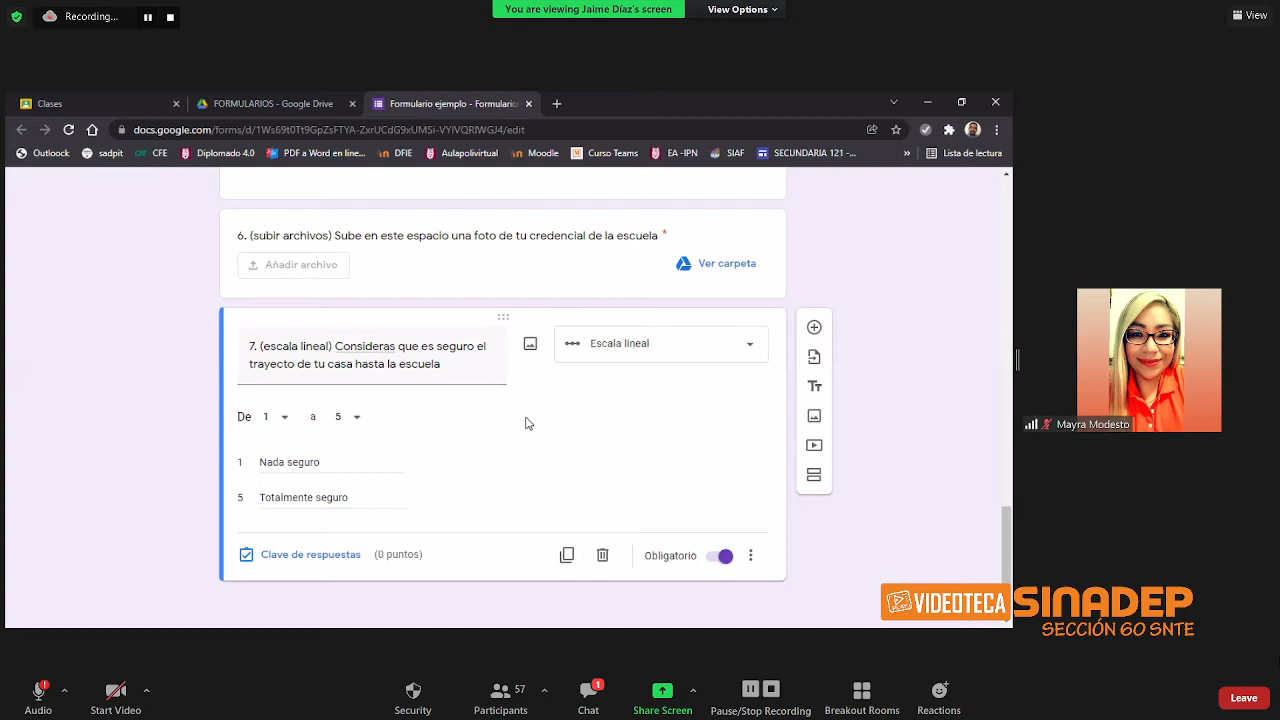 Recording...
You are viewing Jaime Díaz's screen
View Options
View
Clases
FORMULARIOS - Google Drive
Formulario ejemplo - Formularios
docs.google.com/forms/d/1Ws69t0Tt9GpZsFTYA-ZxrUCdG9xUMSi-VYIVQRIWGJ4/edit
Outloock
sadpit
CFE
Diplomado 4.0
PDF a Word en line...
DFIE
Aulapolivirtual
Moodle
Curso Teams
EA -IPN
SIAF
SECUNDARIA 121 -...
»
Lista de lectura
6. (subir archivos) Sube en este espacio una foto de tu credencial de la escuela *
Añadir archivo
Ver carpeta
7. (escala lineal) Consideras que es seguro el
trayecto de tu casa hasta la escuela
Escala lineal
De 1 a 5
1 Nada seguro
5 Totalmente seguro
Clave de respuestas (0 puntos)
Obligatorio
Mayra Modesto
VIDEOTECA
SINADEP
SECCIÓN 60 SNTE
Audio
Start Video
Security
57
Participants
1
Chat
Share Screen
Pause/Stop Recording
Breakout Rooms
Reactions
Leave